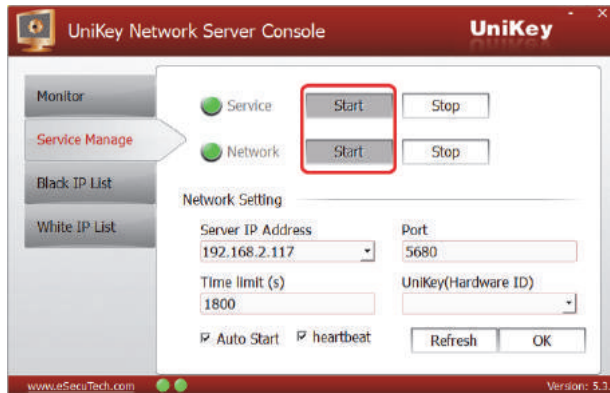 UniKey Network Server Console
UniKey
Monitor
Service Manage
Black IP List
White IP List
Service Start Stop
Network Start Stop
Network Setting
Server IP Address Port
192.168.2.117 5680
Time limit (s) UniKey(Hardware ID)
1800
Auto Start heartbeat Refresh OK
www.eSecuTech.com Version: 5.3